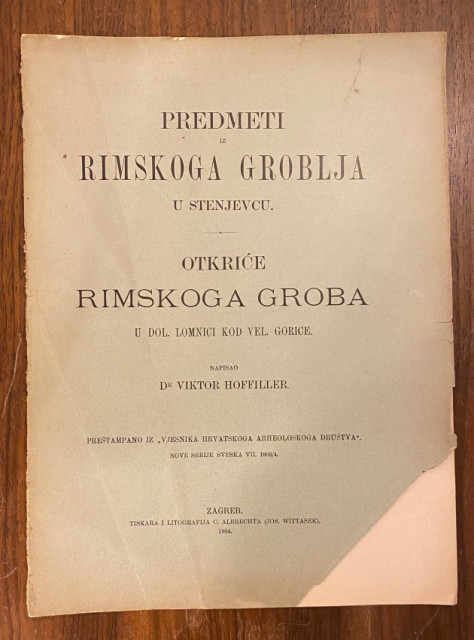 PREDMETI
IZ
RIMSKOGA GROBLJA
U STENJEVCU.
OTKRIĆE
RIMSKOGA GROBA
U DOL. LOMNICI KOD VEL. GORICE.
NAPISAO
DR VIKTOR HOFFILLER.
PREŠTAMPANO IZ „VJESNIKA HRVATSKOGA ARHEOLOSKOGA DRUŠTVA“.
NOVE SERIJE SVESKA VII. 1903/4.
ZAGREB.
TISKARA I LITOGRAFIJA C. ALBRECHTA (JOS. WITTASEK).
1904.